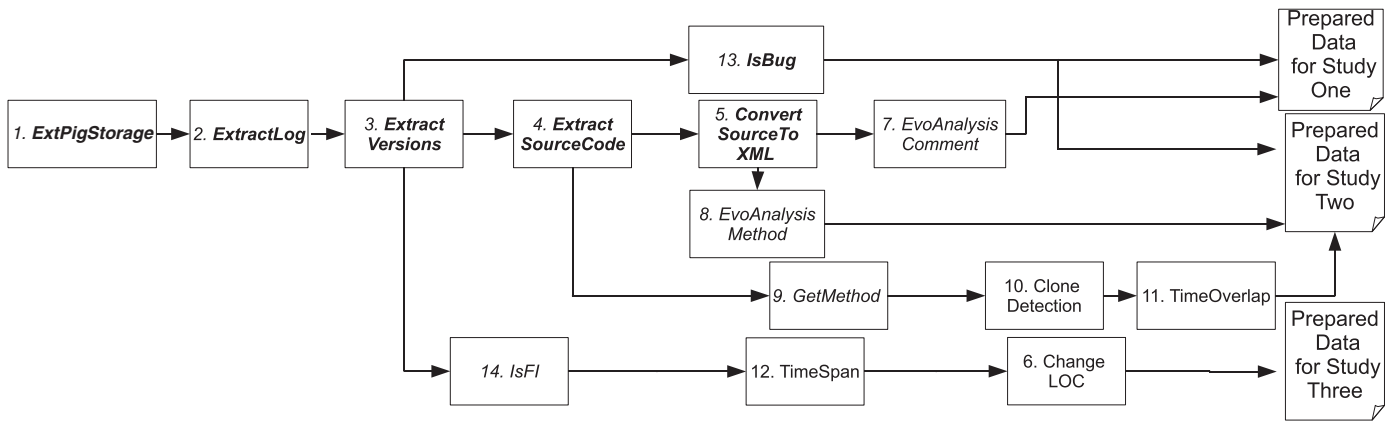 Prepared
Data
for Study
One
13. IsBug
1. ExtPigStorage
2. ExtractLog
3. Extract
Versions
4. Extract
SourceCode
5. Convert
SourceTo
XML
7. EvoAnalysis
Comment
Prepared
Data
for Study
Two
8. EvoAnalysis
Method
9. GetMethod
10. Clone
Detection
11. TimeOverlap
14. IsFI
12. TimeSpan
6. Change
LOC
Prepared
Data
for Study
Three